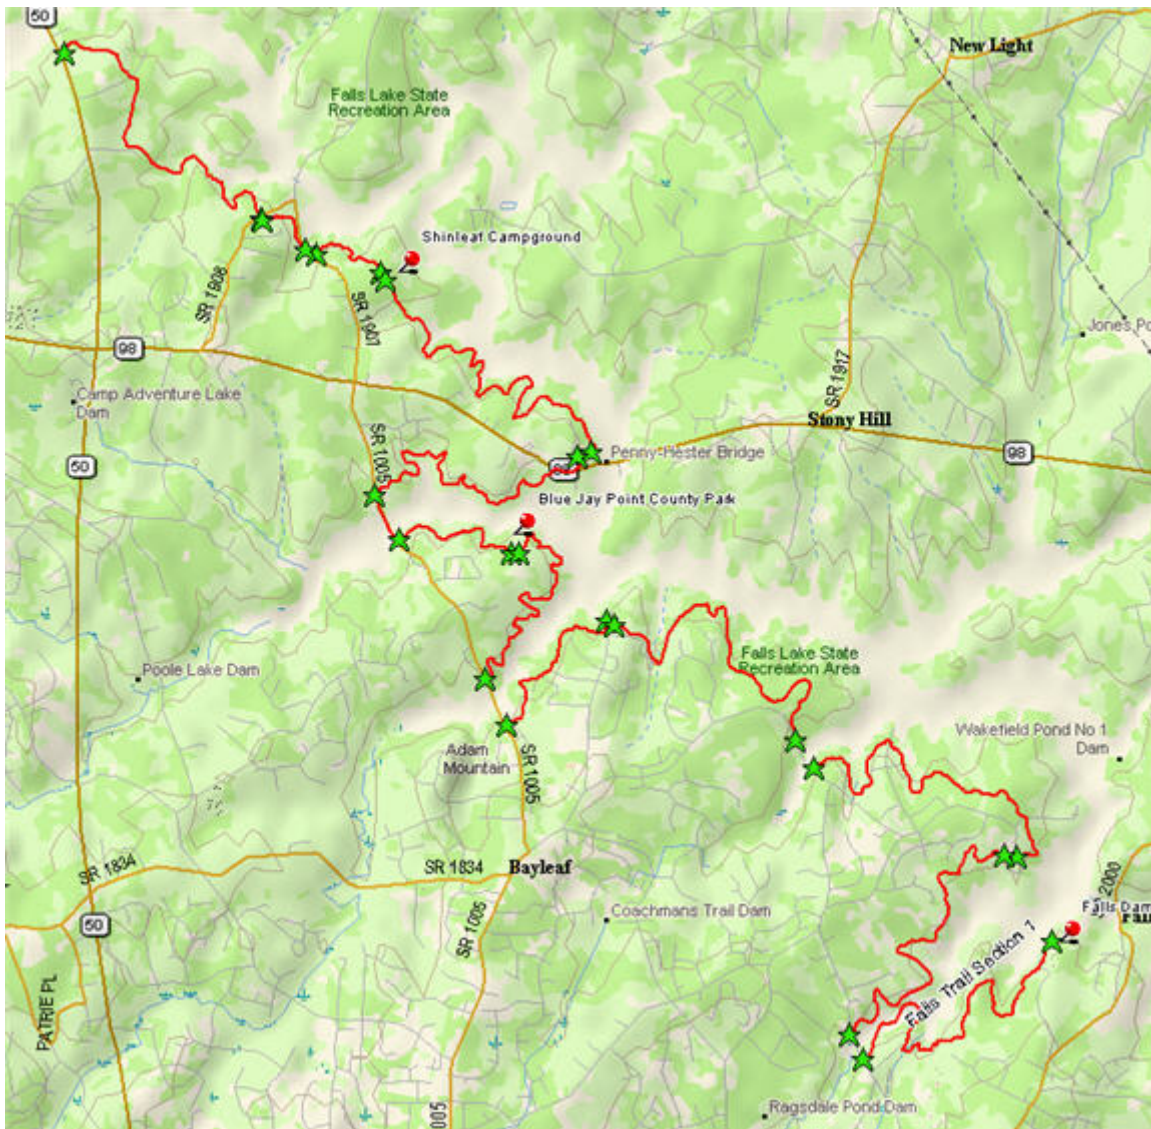 50
New Light
Falls Lake State
Recreation Area
Shinleaf Campground
SR 1908
SR 1907
Jones Po
98
SR 1917
Camp Adventure Lake
Dam
Stony Hill
SR 1005
Penny-Hester Bridge
98
50
98
Blue Jay Point County Park
Poole Lake Dam
Falls Lake State
Recreation Area
Wakefield Pond No 1
Dam
Adam
Mountain
SR 1005
SR 1834
SR 1834
Bayleaf
2000
Falls Dam
Fall
Coachmans Trail Dam
50
SR 1005
Falls Trail Section 1
PATRIE PL
Ragsdale Pond Dam
005